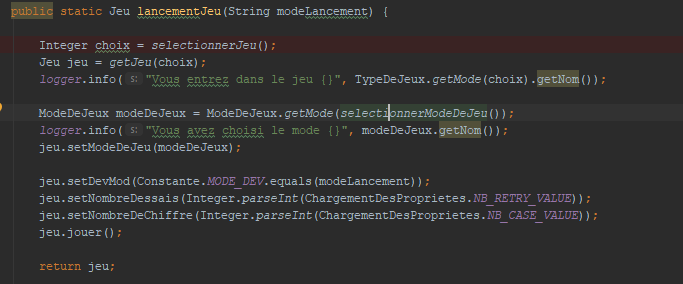 public static Jeu lancementJeu(String modeLancement) {
Integer choix = selectionnerJeu();
Jeu jeu = getJeu(choix);
logger.info( s: "Vous entrez dans le jeu {}", TypeDeJeux.getMode(choix).getNom());
ModeDeJeux modeDeJeux = ModeDeJeux.getMode(selectionnerModeDeJeu());
logger.info( s: "Vous avez choisi le mode {}", modeDeJeux.getNom());
jeu.setModeDeJeu(modeDeJeux);
jeu.setDevMod(Constante.MODE_DEV.equals(modeLancement));
jeu.setNombreDessais(Integer.parseInt(ChargementDesProprietes.NB_RETRY_VALUE));
jeu.setNombreDeChiffre(Integer.parseInt(ChargementDesProprietes.NB_CASE_VALUE));
jeu.jouer();
return jeu;